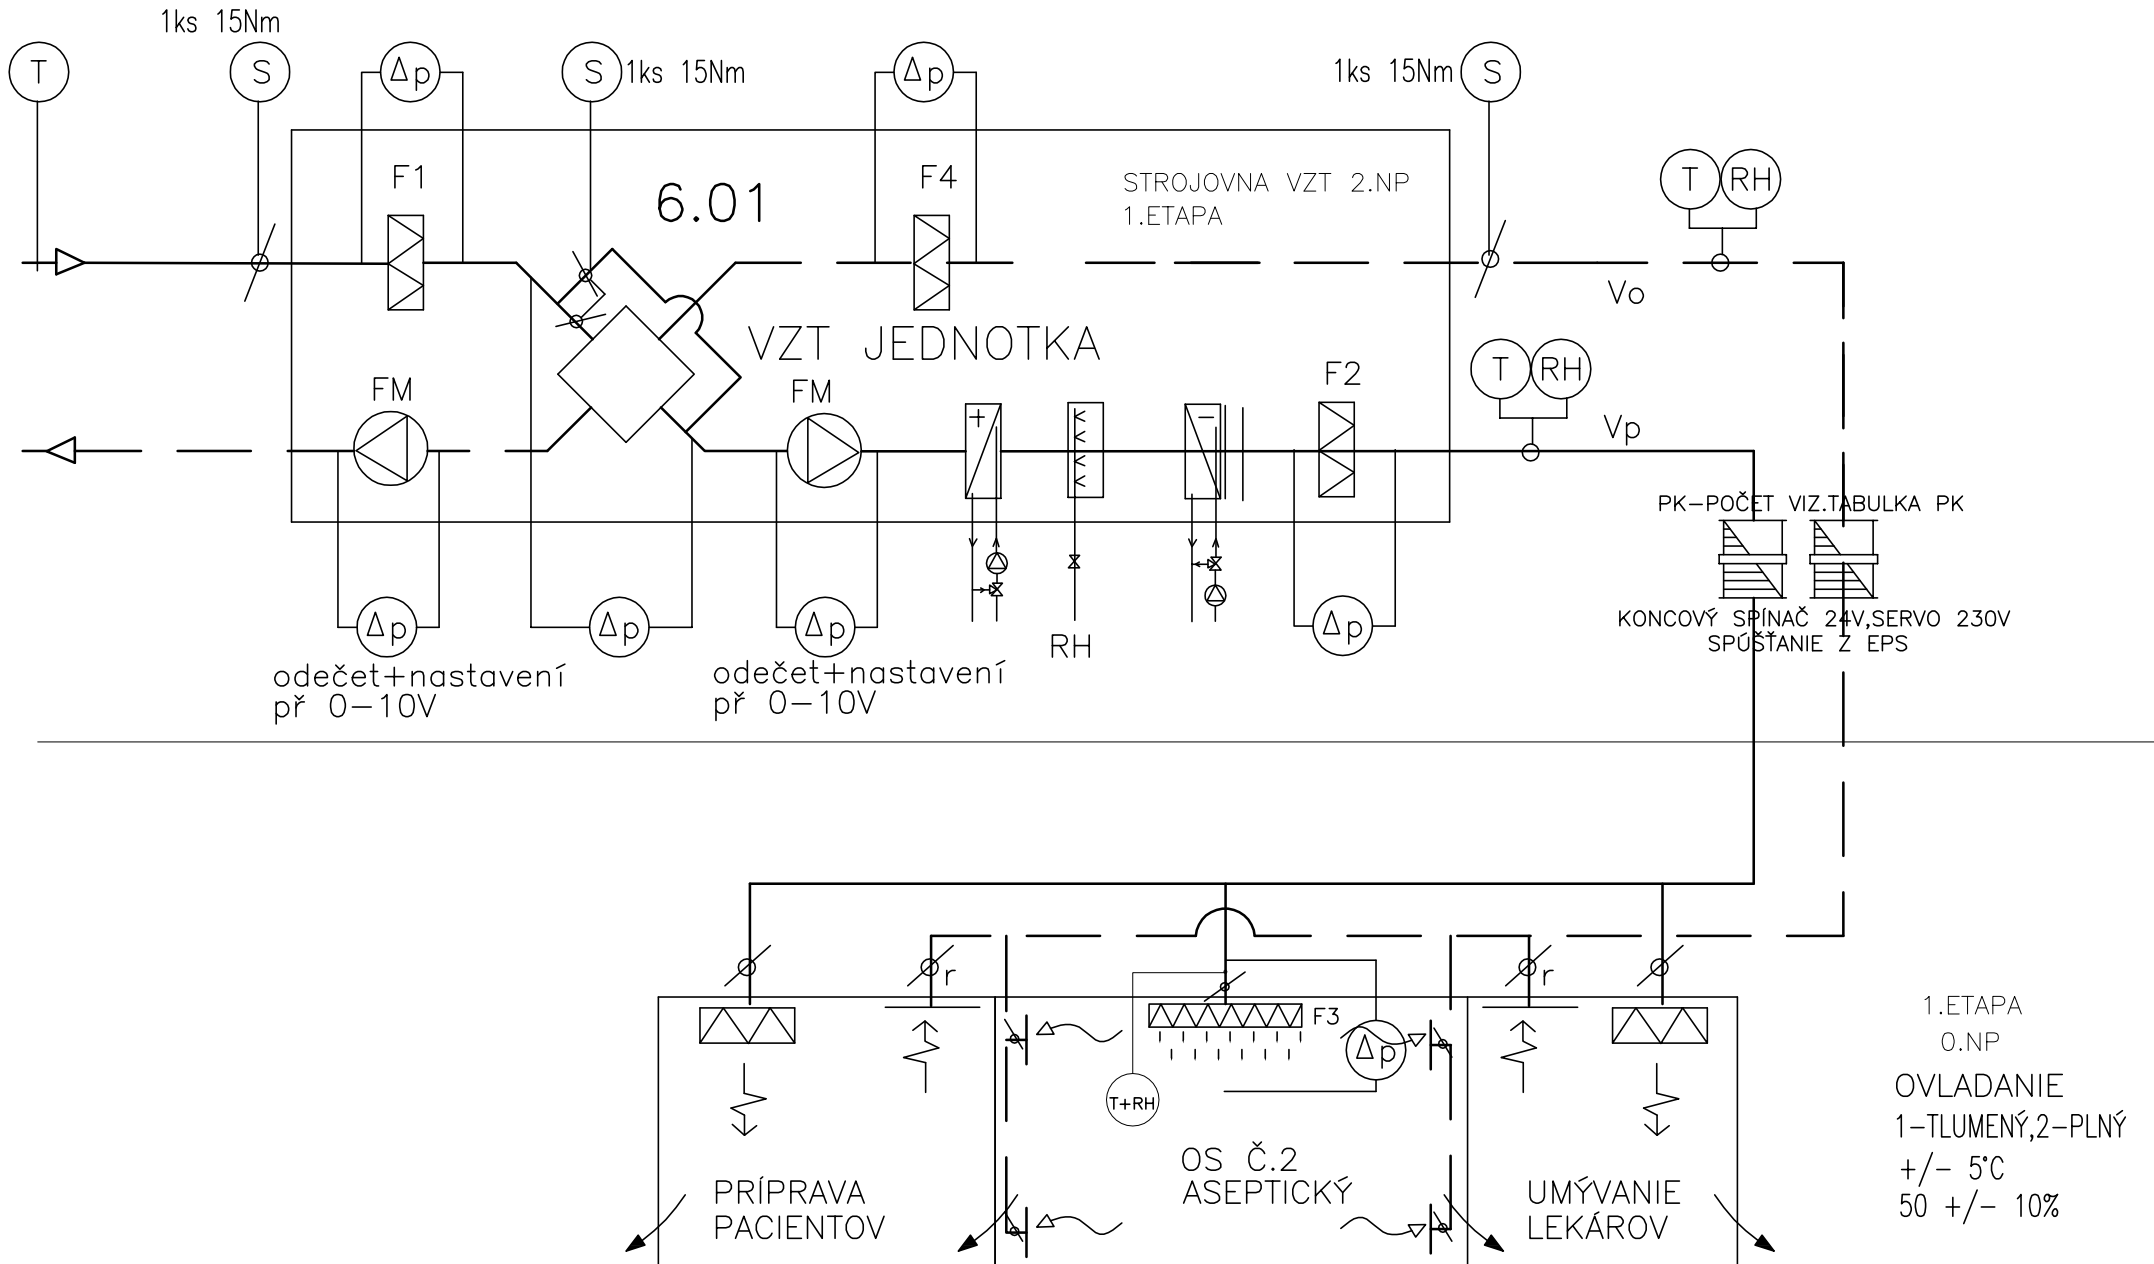 1ks 15Nm
T
S
Δp
S
1ks 15Nm
Δp
1ks 15Nm
S
T
RH
F1
6.01
F4
STROJOVNA VZT 2.NP
1.ETAPA
Vo
VZT JEDNOTKA
T
RH
FM
FM
+
-
F2
Vp
PK-POČET VIZ.TABULKA PK
KONCOVÝ SPÍNAČ 24V,SERVO 230V
SPÚŠŤANIE Z EPS
Δp
Δp
Δp
RH
Δp
odečet+nastavení
př 0-10V
odečet+nastavení
př 0-10V
r
r
F3
Δp
T+RH
1.ETAPA
0.NP
OVLADANIE
1-TLUMENÝ,2-PLNÝ
+/- 5°C
50 +/- 10%
PRÍPRAVA
PACIENTOV
OS Č.2
ASEPTICKÝ
UMÝVANIE
LEKÁROV